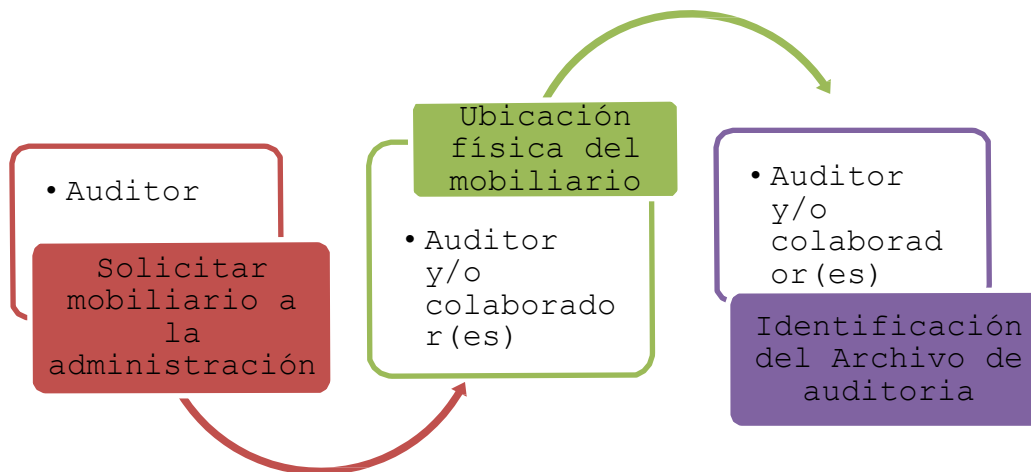 • Auditor
Solicitar
mobiliario a
la
administración
Ubicación
física del
mobiliario
• Auditor
y/o
colaborado
r(es)
• Auditor
y/o
colaborad
or(es)
Identificación
del Archivo de
auditoria